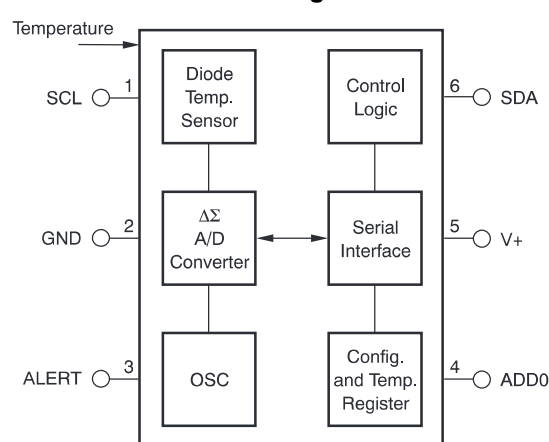 Temperature
SCL
1
Diode
Temp.
Sensor
Control
Logic
6
SDA
GND
2
ΔΣ
A/D
Converter
Serial
Interface
5
V+
ALERT
3
OSC
Config.
and Temp.
Register
4
ADD0